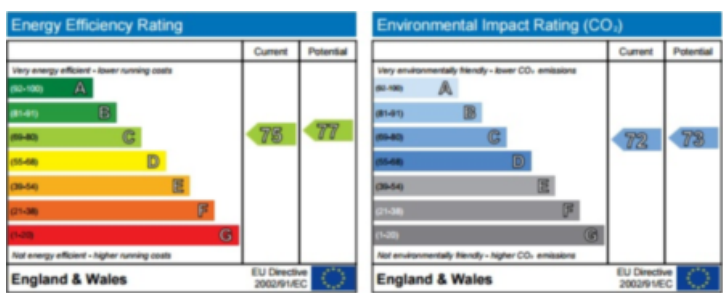 Energy Efficiency Rating
Current Potential
Very energy efficient - lower running costs
(92-100) A
(81-91) B
(69-80) C
75 77
(55-68) D
(39-54) E
(21-38) F
(1-20) G
Not energy efficient - higher running costs
England & Wales
EU Directive
2002/91/EC
Environmental Impact Rating (CO₂)
Current Potential
Very environmentally friendly - lower CO₂ emissions
(92-100) A
(81-91) B
(69-80) C
72 73
(55-68) D
(39-54) E
(21-38) F
(1-20) G
Not environmentally friendly - higher CO₂ emissions
England & Wales
EU Directive
2002/91/EC